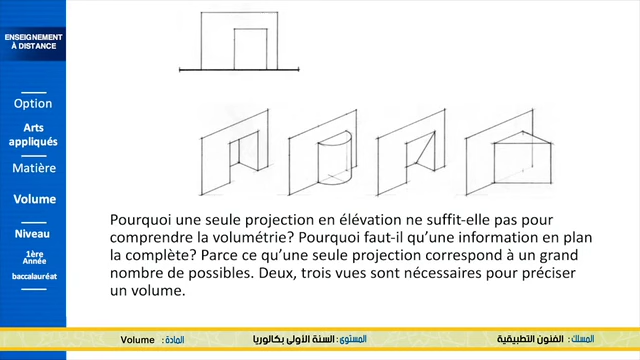 ENSEIGNEMENT
À DISTANCE
Option
Arts
appliqués
Matière
Volume
Niveau
1ère
Année
baccalauréat
Pourquoi une seule projection en élévation ne suffit-elle pas pour
comprendre la volumétrie? Pourquoi faut-il qu'une information en plan
la complète? Parce ce qu'une seule projection correspond à un grand
nombre de possibles. Deux, trois vues sont nécessaires pour préciser
un volume.
المسلك : الفنون التطبيقية
المستوى : السنة الأولى بكالوريا
المادة : Volume